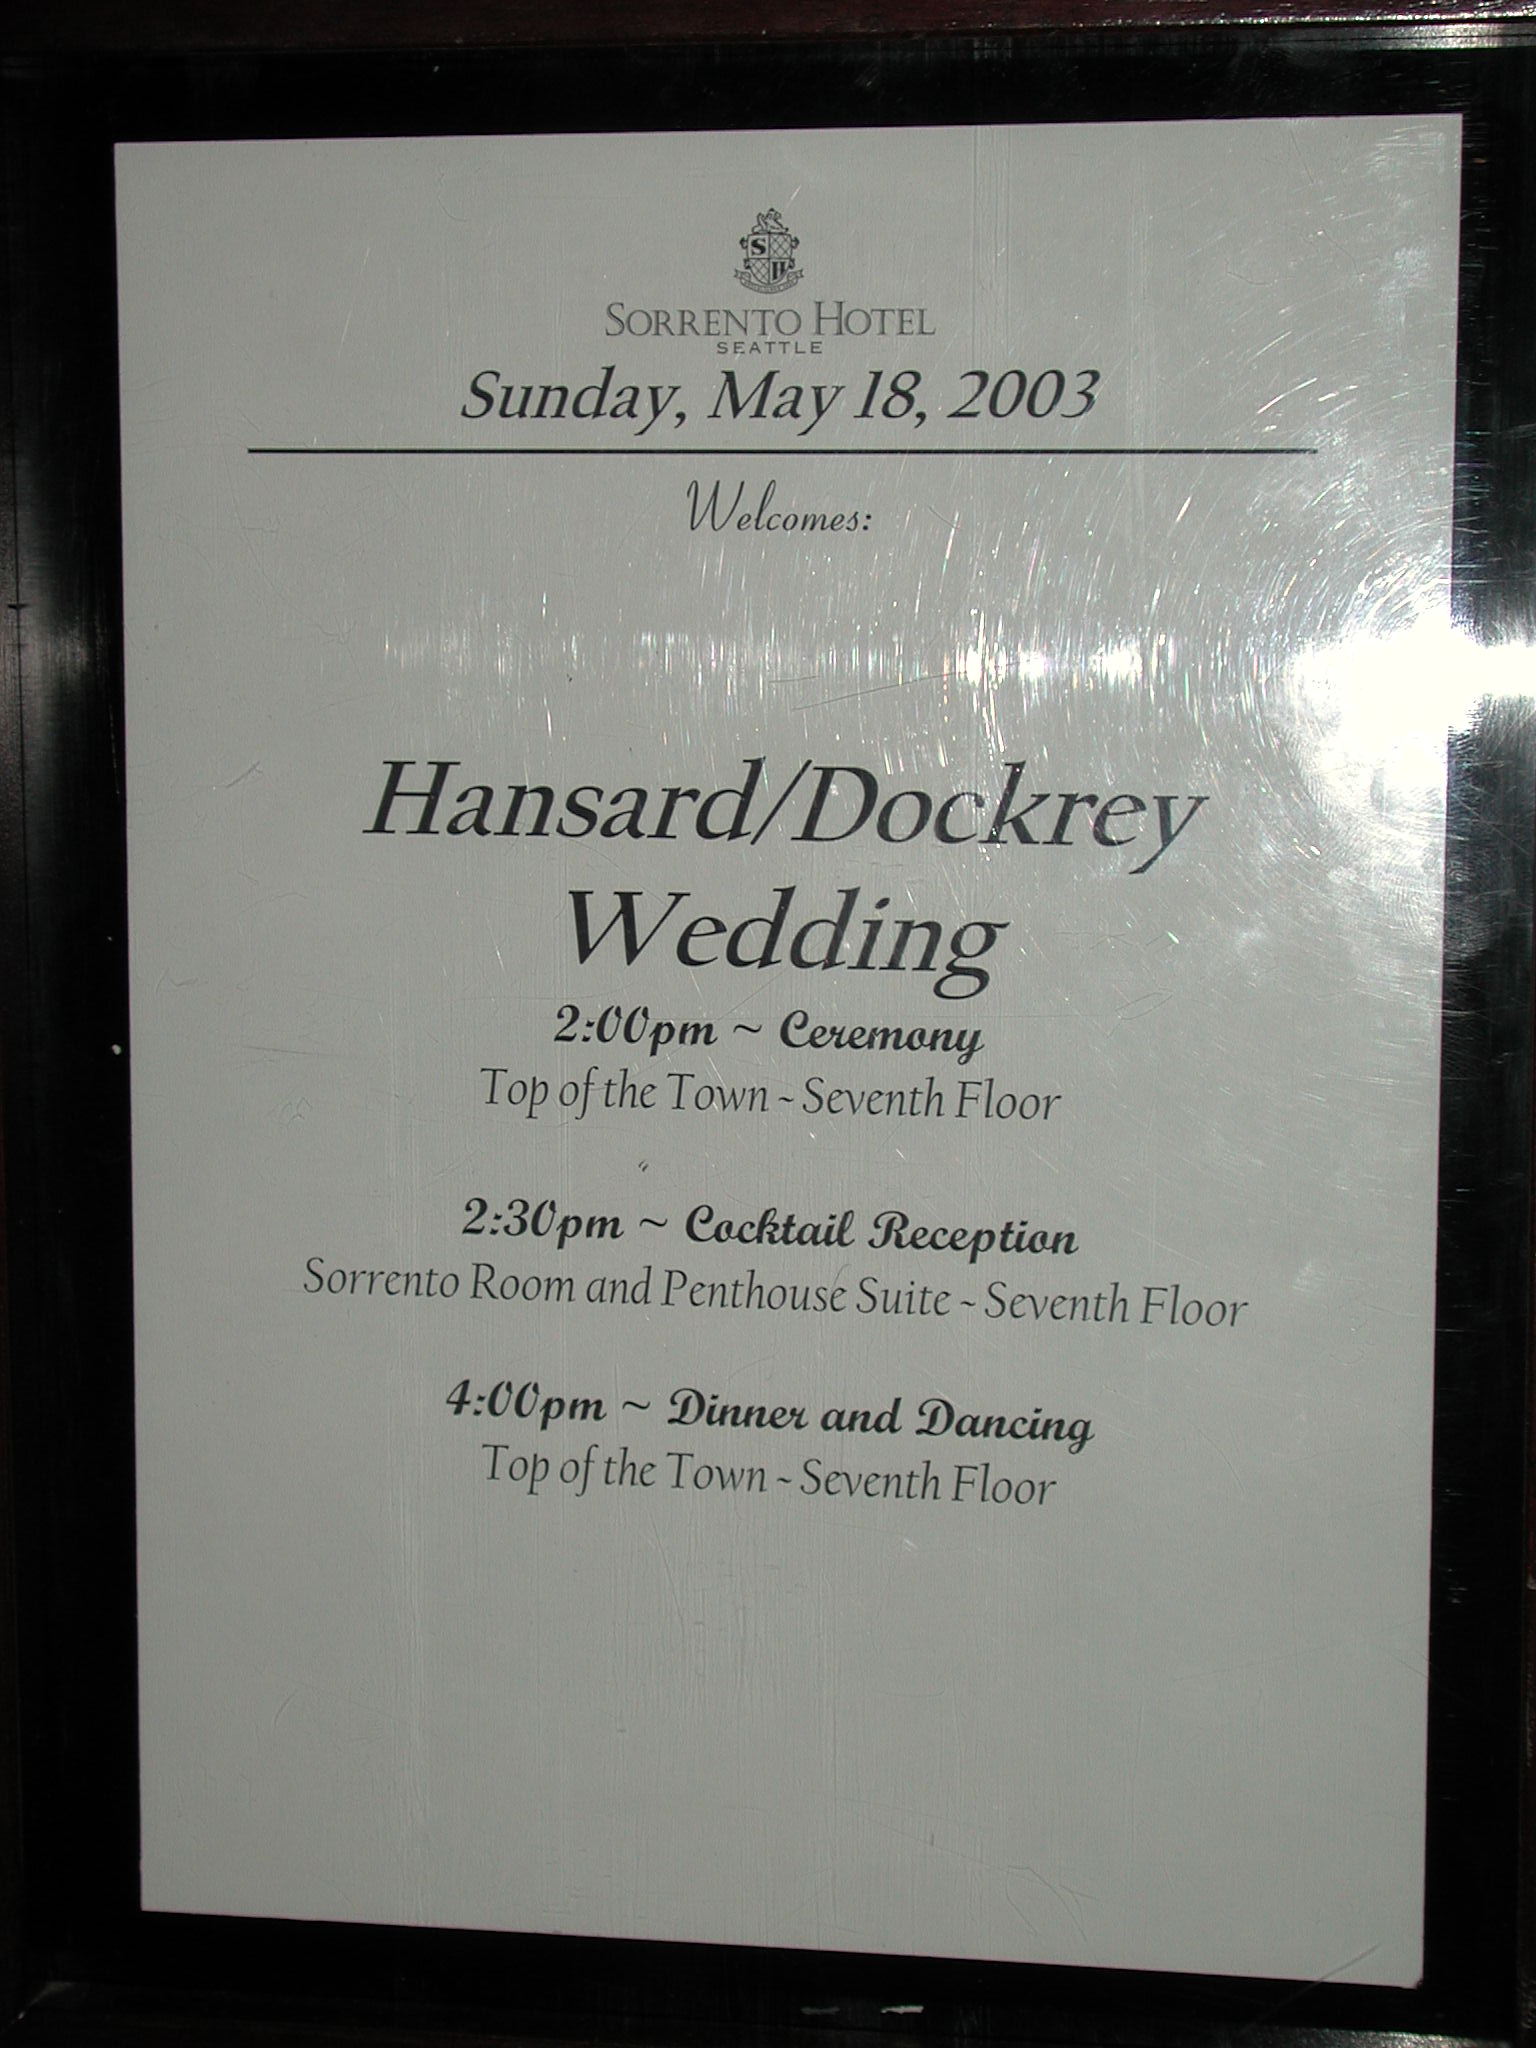 S
H
SORRENTO HOTEL
SEATTLE
Sunday, May 18, 2003
Welcomes:
Hansard/Dockrey
Wedding
2:00pm ~ Ceremony
Top of the Town ~ Seventh Floor
2:30pm ~ Cocktail Reception
Sorrento Room and Penthouse Suite ~ Seventh Floor
4:00pm ~ Dinner and Dancing
Top of the Town ~ Seventh Floor